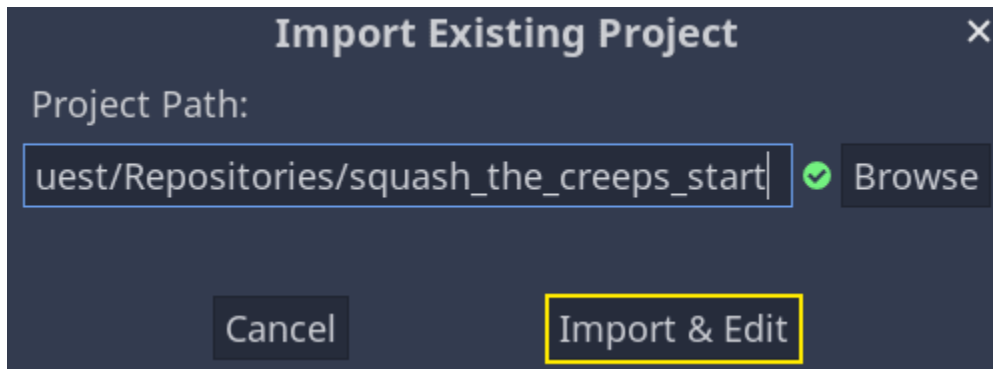 Import Existing Project
Project Path:
uest/Repositories/squash_the_creeps_start Browse
Cancel Import & Edit